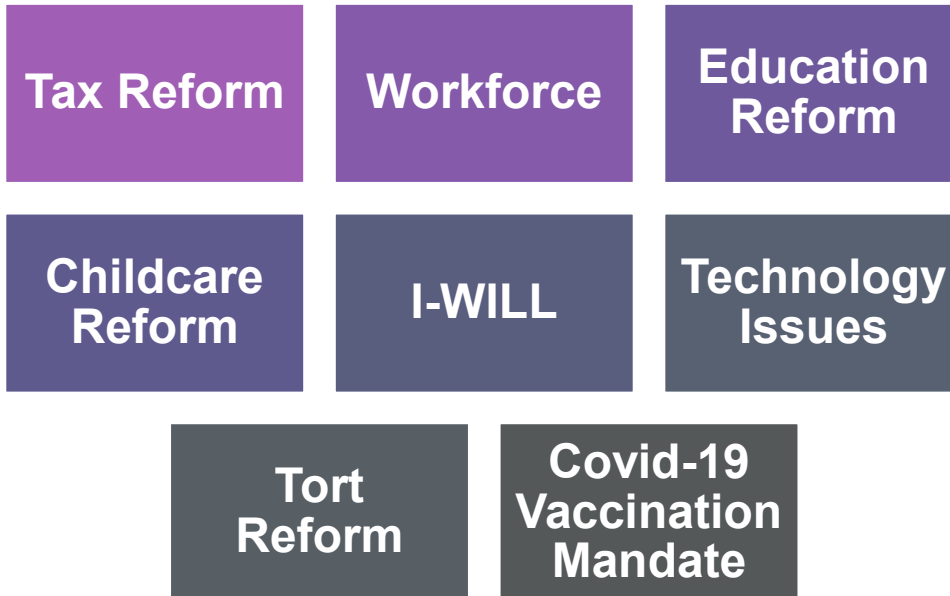 Tax Reform
Workforce
Education
Reform
Childcare
Reform
I-WILL
Technology
Issues
Tort
Reform
Covid-19
Vaccination
Mandate